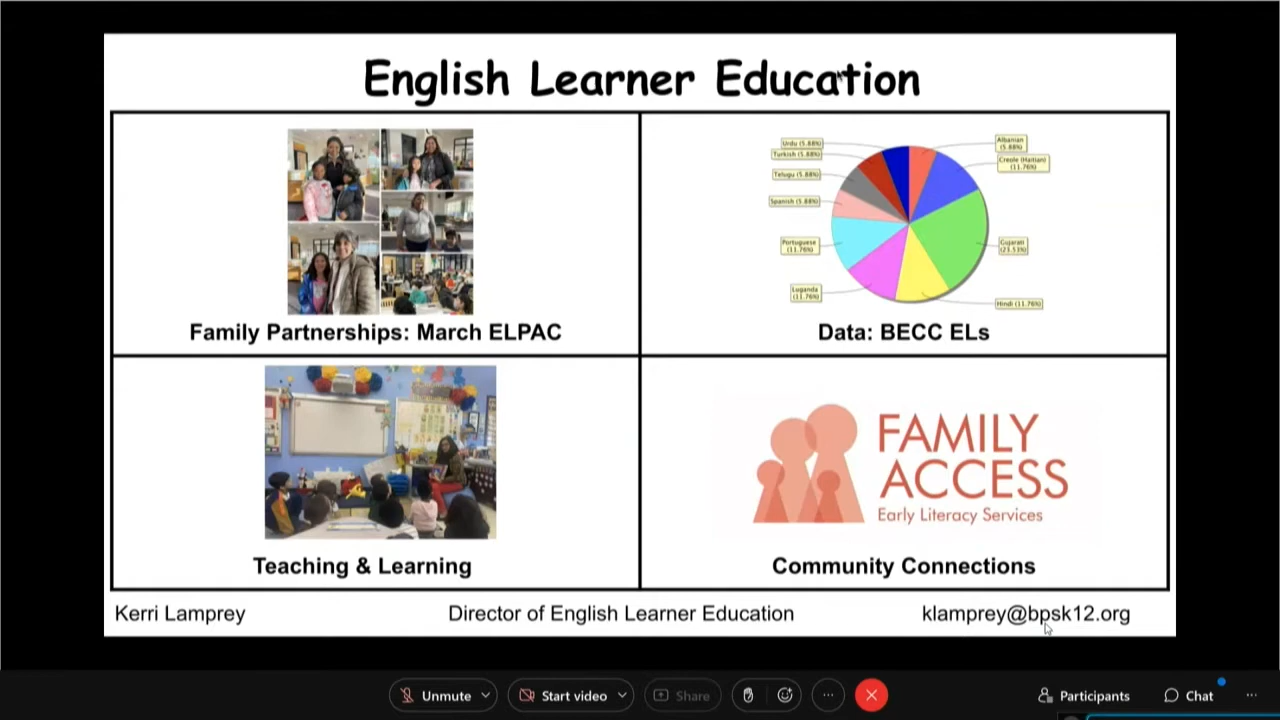 English Learner Education
Family Partnerships: March ELPAC
Urdu (5.88%)
Turkish (5.88%)
Telugu (5.88%)
Spanish (5.88%)
Portuguese
(11.76%)
Luganda
(11.76%)
Albanian
(5.88%)
Creole (Haitian)
(11.76%)
Gujarati
(23.53%)
Hindi (11.76%)
Data: BECC ELs
Teaching & Learning
FAMILY
ACCESS
Early Literacy Services
Community Connections
Kerri Lamprey Director of English Learner Education klamprey@bpsk12.org
Unmute Start video Share Participants Chat